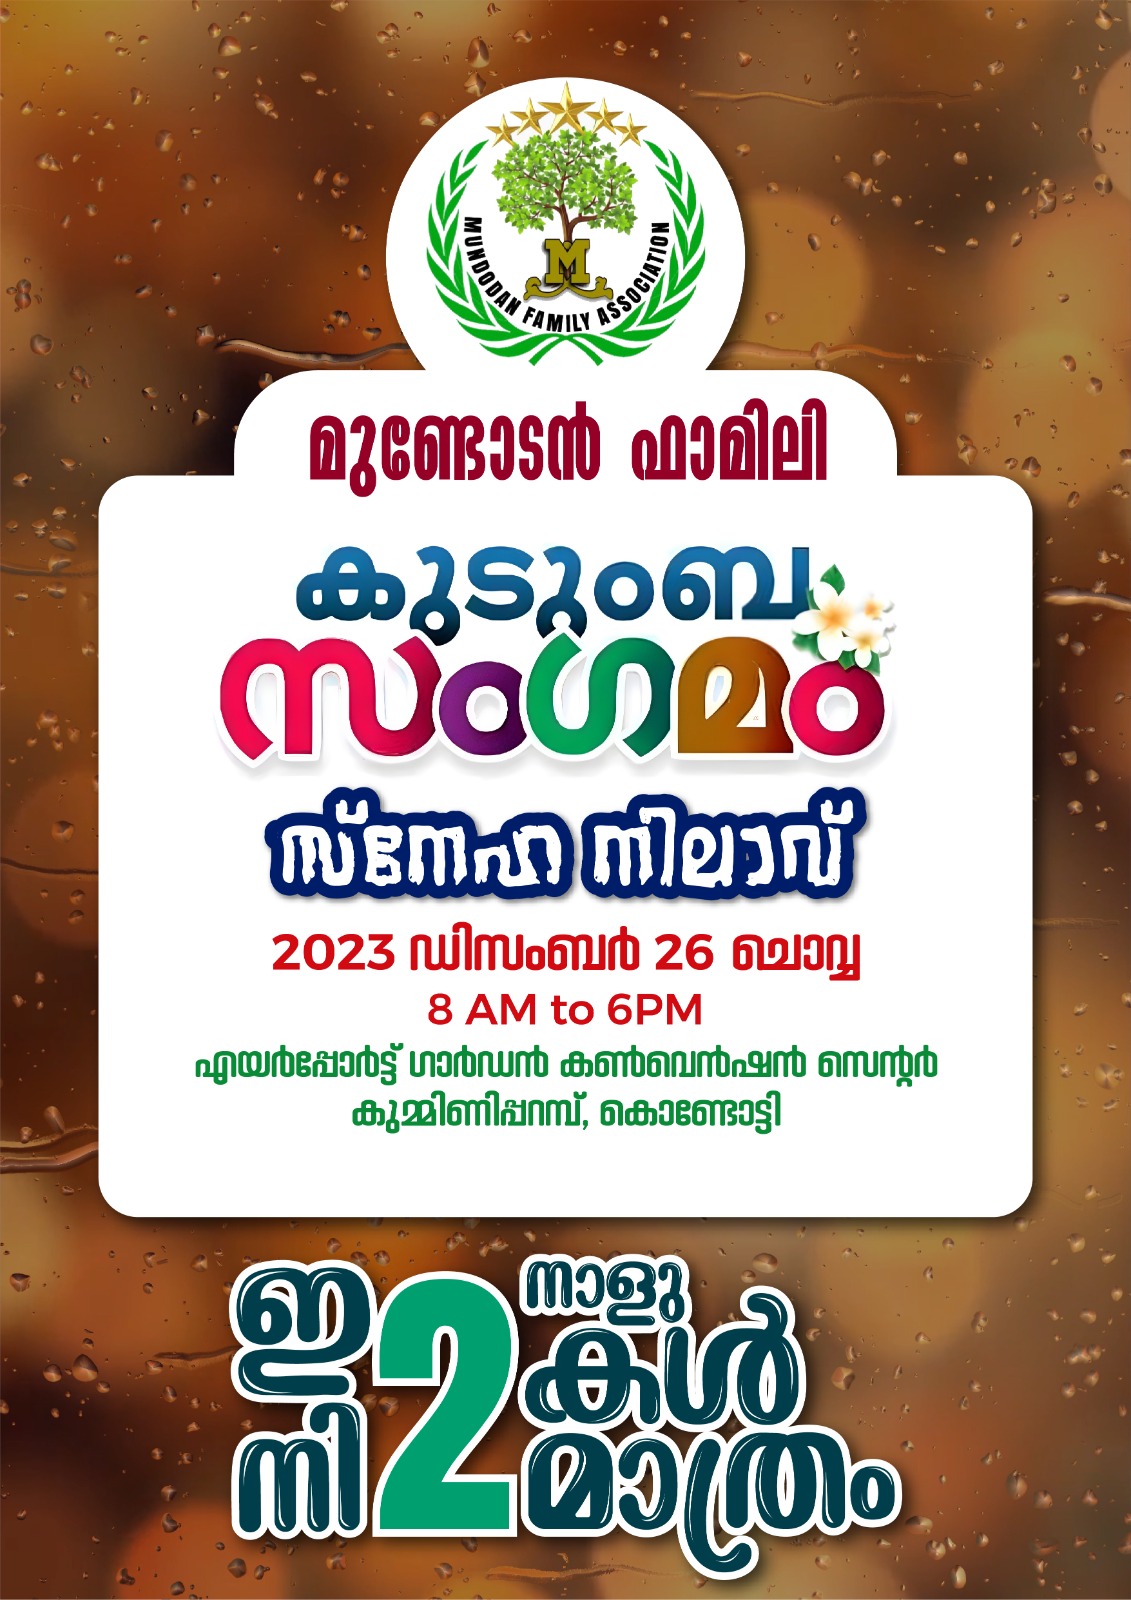 MUNDODAN FAMILY ASSOCIATION
M
മുണ്ടോടൻ ഫാമിലി
കുടുംബ
സംഗമം
സ്നേഹ നിലാവ്
2023 ഡിസംബർ 26 ചൊവ്വ
8 AM to 6PM
എയർപ്പോർട്ട് ഗാർഡൻ കൺവെൻഷൻ സെന്റർ
കുമ്മിണിപ്പറമ്പ്, കൊണ്ടോട്ടി
ഇനി 2 നാളുകൾ
മാത്രം